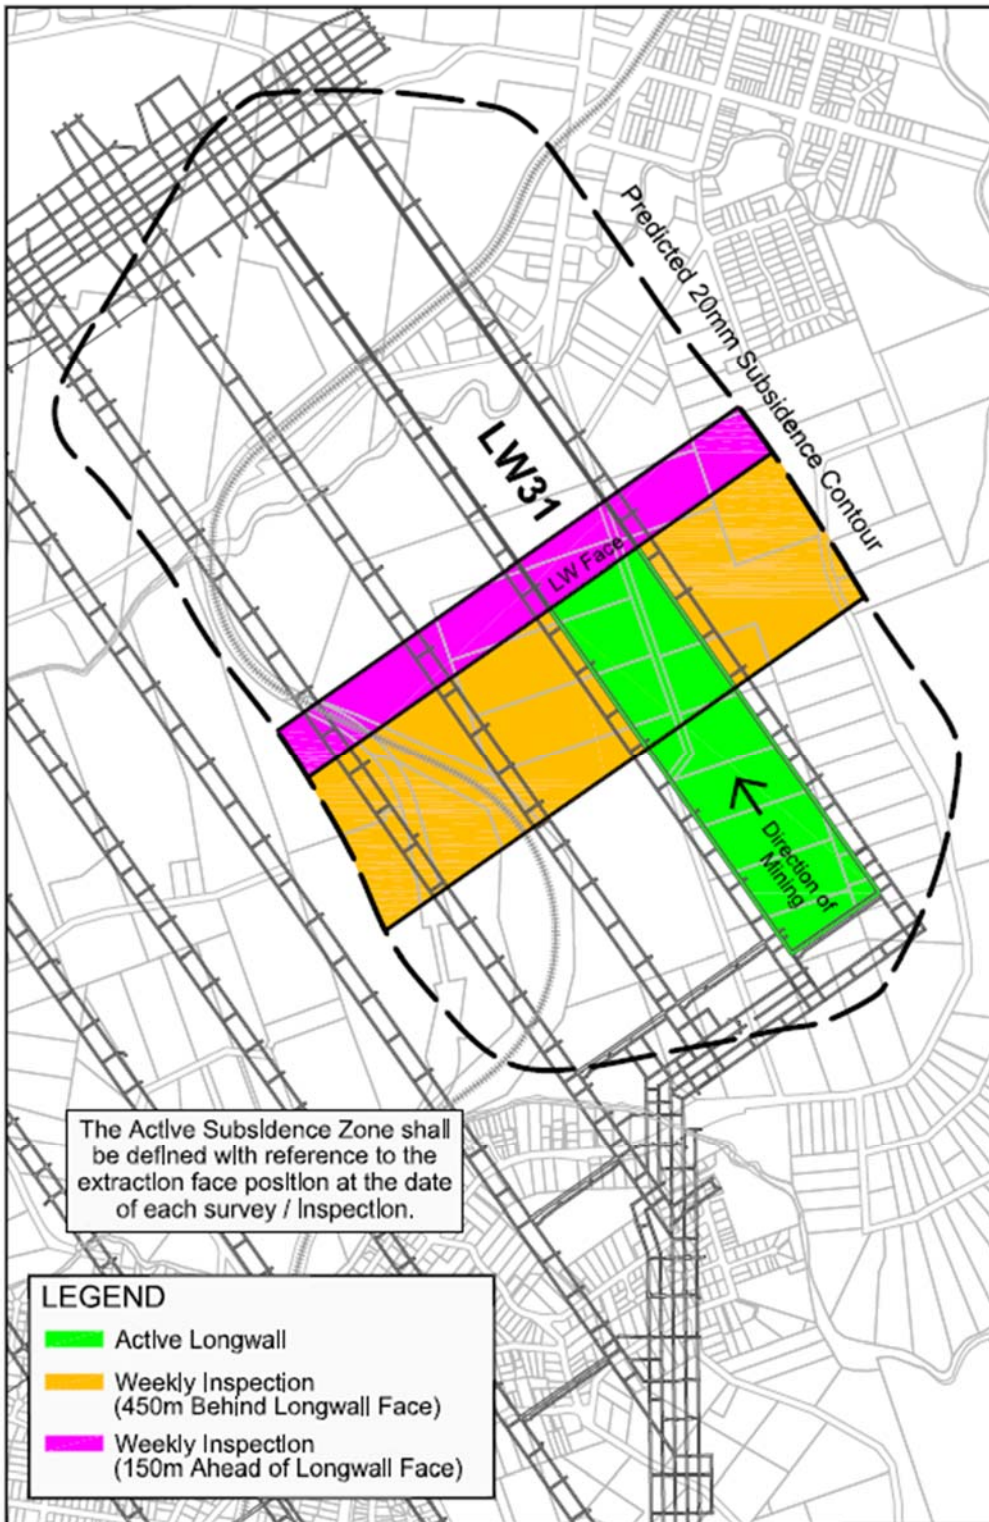 Predicted 20mm Subsidence Contour
LW31
LW Face
Direction of
Mining
The Active Subsidence Zone shall
be defined with reference to the
extraction face position at the date
of each survey / Inspection.
LEGEND
Active Longwall
Weekly Inspection
(450m Behind Longwall Face)
Weekly Inspection
(150m Ahead of Longwall Face)